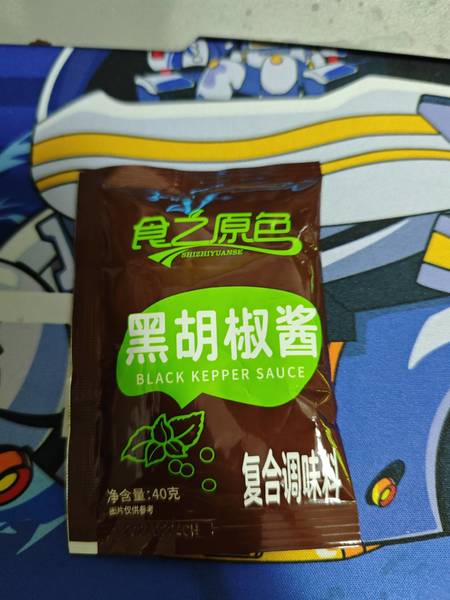 食之原色
SHIZHIYUANSE
黑胡椒酱
BLACK KEPPER SAUCE
净含量:40克
图片仅供参考
复合调味料